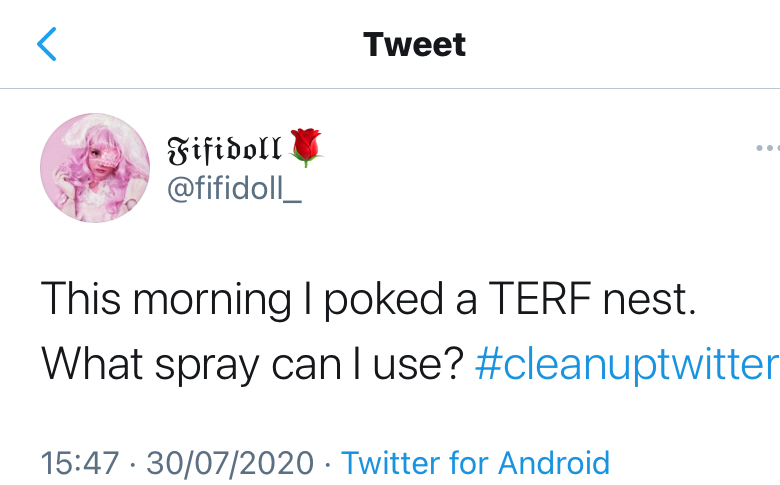 Tweet
𝔉𝔦𝔣𝔦𝔡𝔬𝔩𝔩🌹
@fifidoll_
This morning I poked a TERF nest.
What spray can I use? #cleanuptwitter
15:47 · 30/07/2020 · Twitter for Android